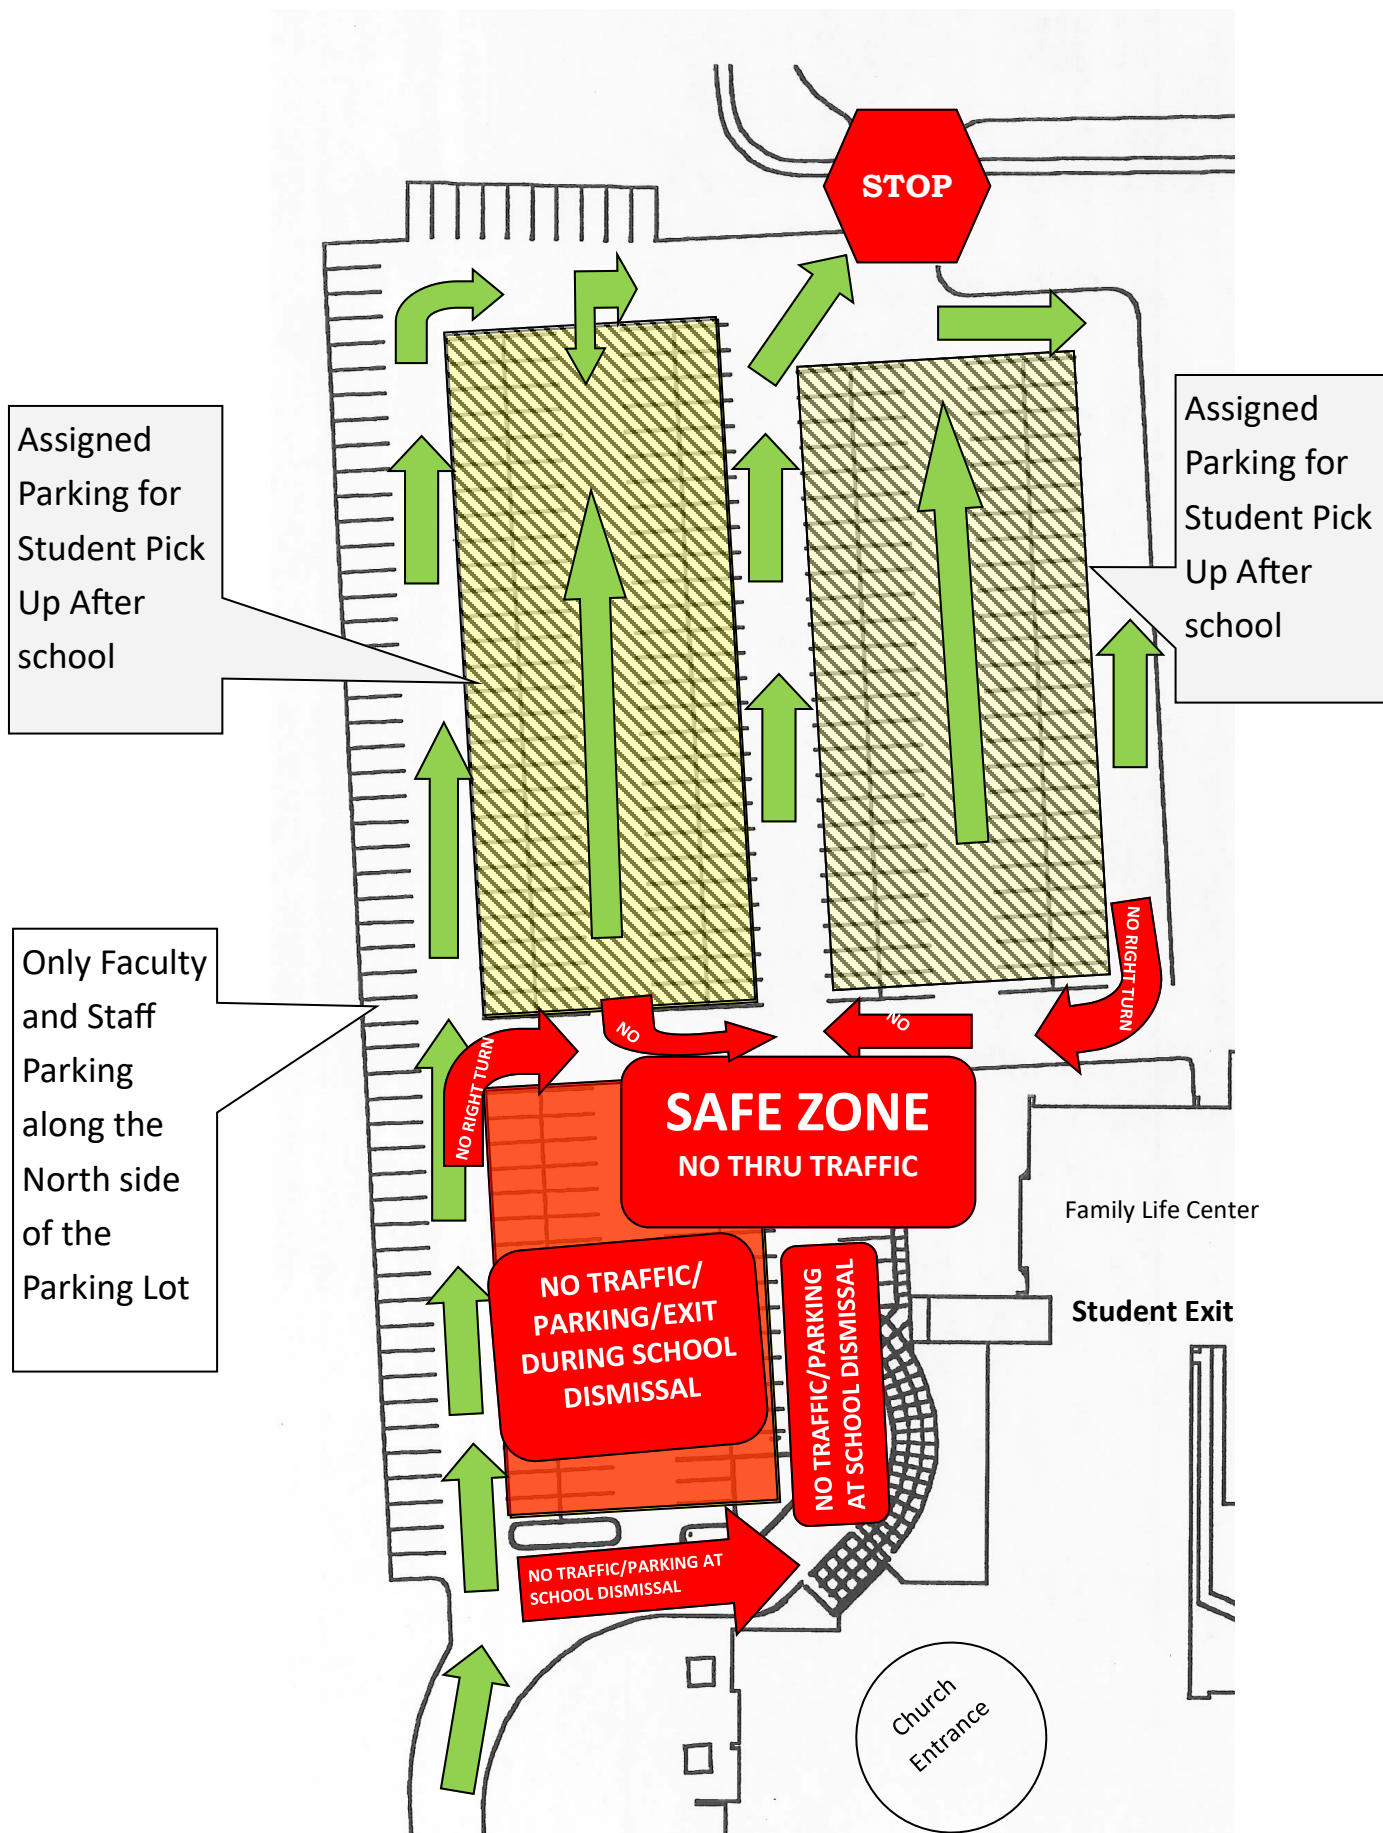 STOP
Assigned
Parking for
Student Pick
Up After
school
Assigned
Parking for
Student Pick
Up After
school
Only Faculty
and Staff
Parking
along the
North side
of the
Parking Lot
NO RIGHT TURN
NO
NO
NO RIGHT TURN
SAFE ZONE
NO THRU TRAFFIC
Family Life Center
Student Exit
NO TRAFFIC/
PARKING/EXIT
DURING SCHOOL
DISMISSAL
NO TRAFFIC/PARKING
AT SCHOOL DISMISSAL
NO TRAFFIC/PARKING AT
SCHOOL DISMISSAL
Church
Entrance